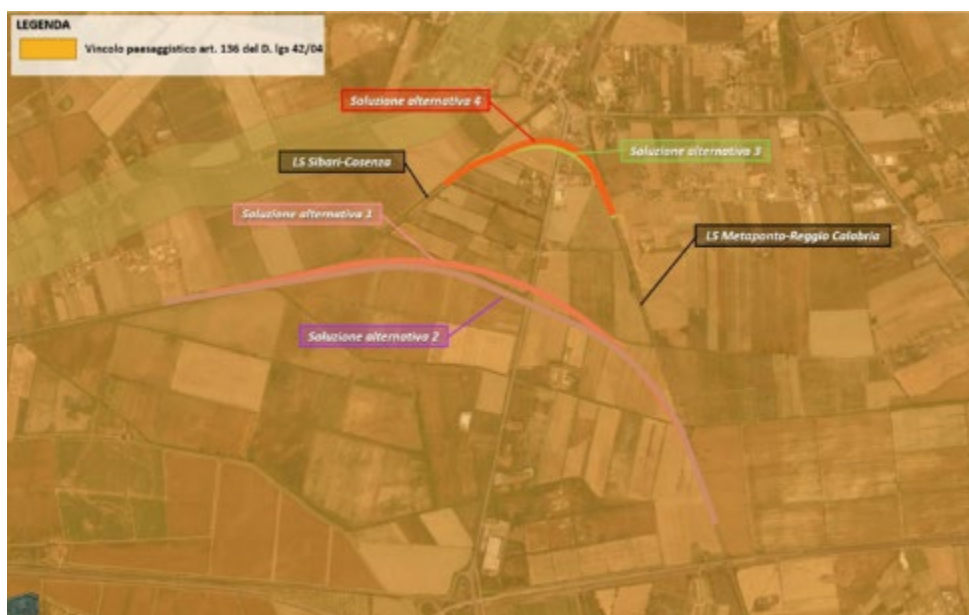 LEGENDA
Vincolo paesaggistico art. 136 del D. lgs 42/04
Soluzione alternativa 4
Soluzione alternativa 3
LS Sibari-Cosenza
Soluzione alternativa 1
LS Metaponto-Reggio Calabria
Soluzione alternativa 2